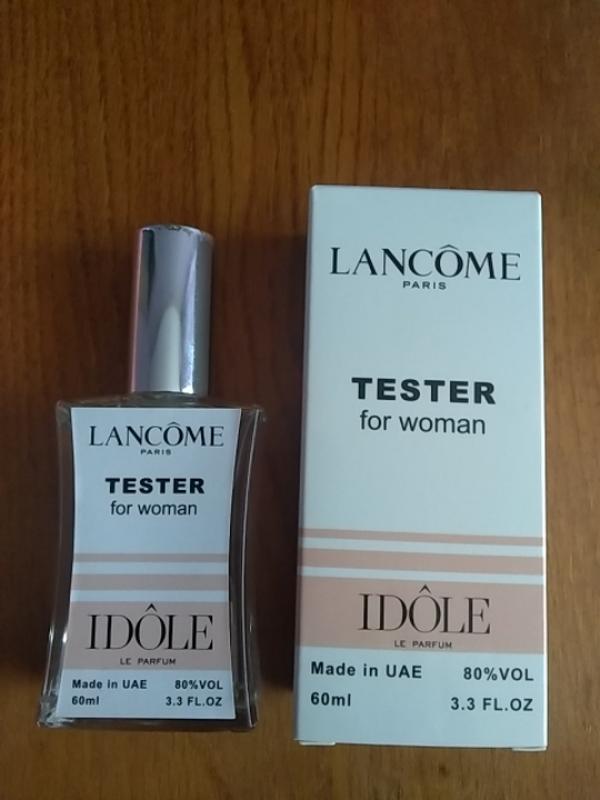 LANCÔME
PARIS
TESTER
for woman
IDÔLE
LE PARFUM
Made in UAE 80%VOL
60ml 3.3 FL.OZ
LANCÔME
PARIS
TESTER
for woman
IDÔLE
LE PARFUM
Made in UAE 80%VOL
60ml 3.3 FL.OZ